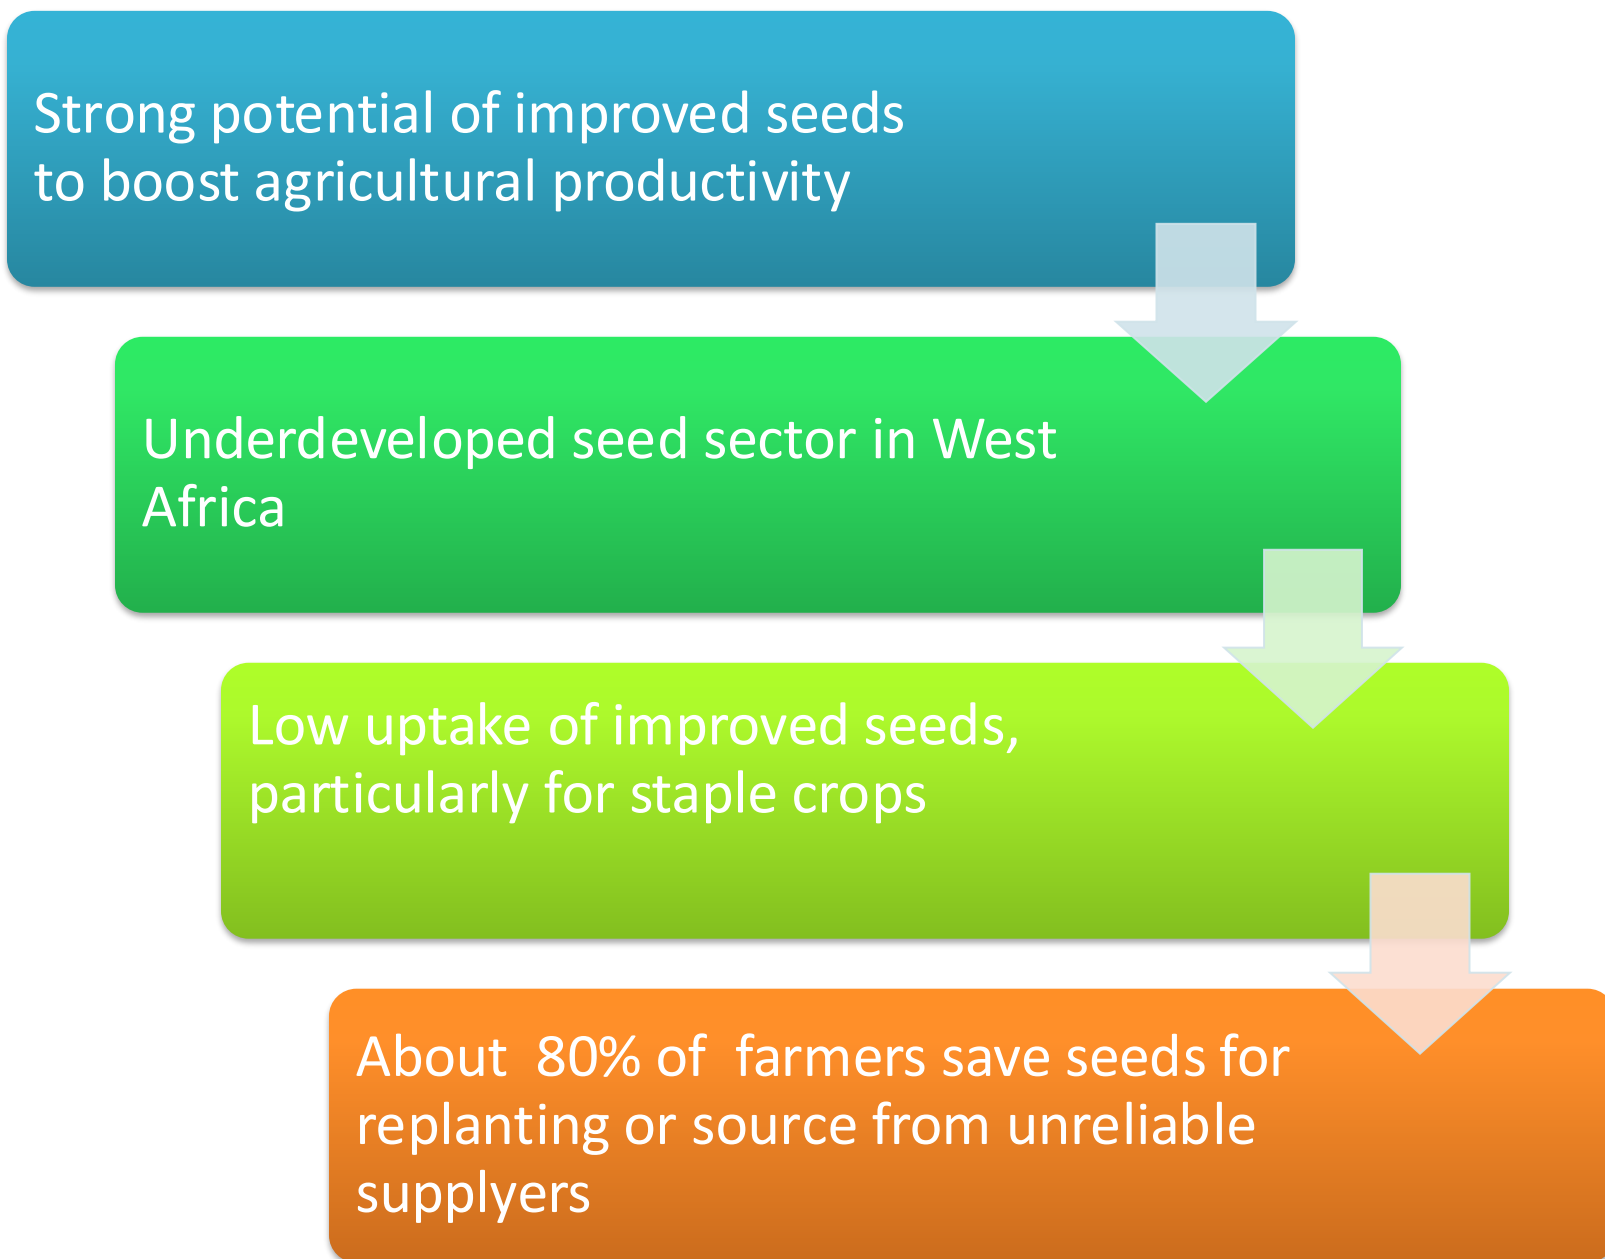 Strong potential of improved seeds
to boost agricultural productivity
Underdeveloped seed sector in West
Africa
Low uptake of improved seeds,
particularly for staple crops
About  80% of  farmers save seeds for
replanting or source from unreliable
supplyers